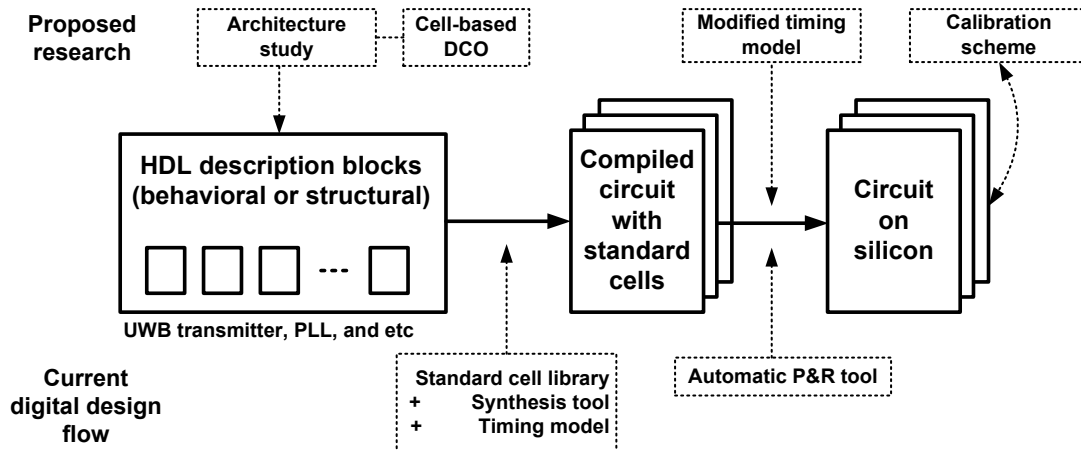 Proposed
research
Architecture
study
Cell-based
DCO
Modified timing
model
Calibration
scheme
HDL description blocks
(behavioral or structural)
---
UWB transmitter, PLL, and etc
Compiled
circuit
with
standard
cells
Circuit
on
silicon
Current
digital design
flow
Standard cell library
+ Synthesis tool
+ Timing model
Automatic P&R tool